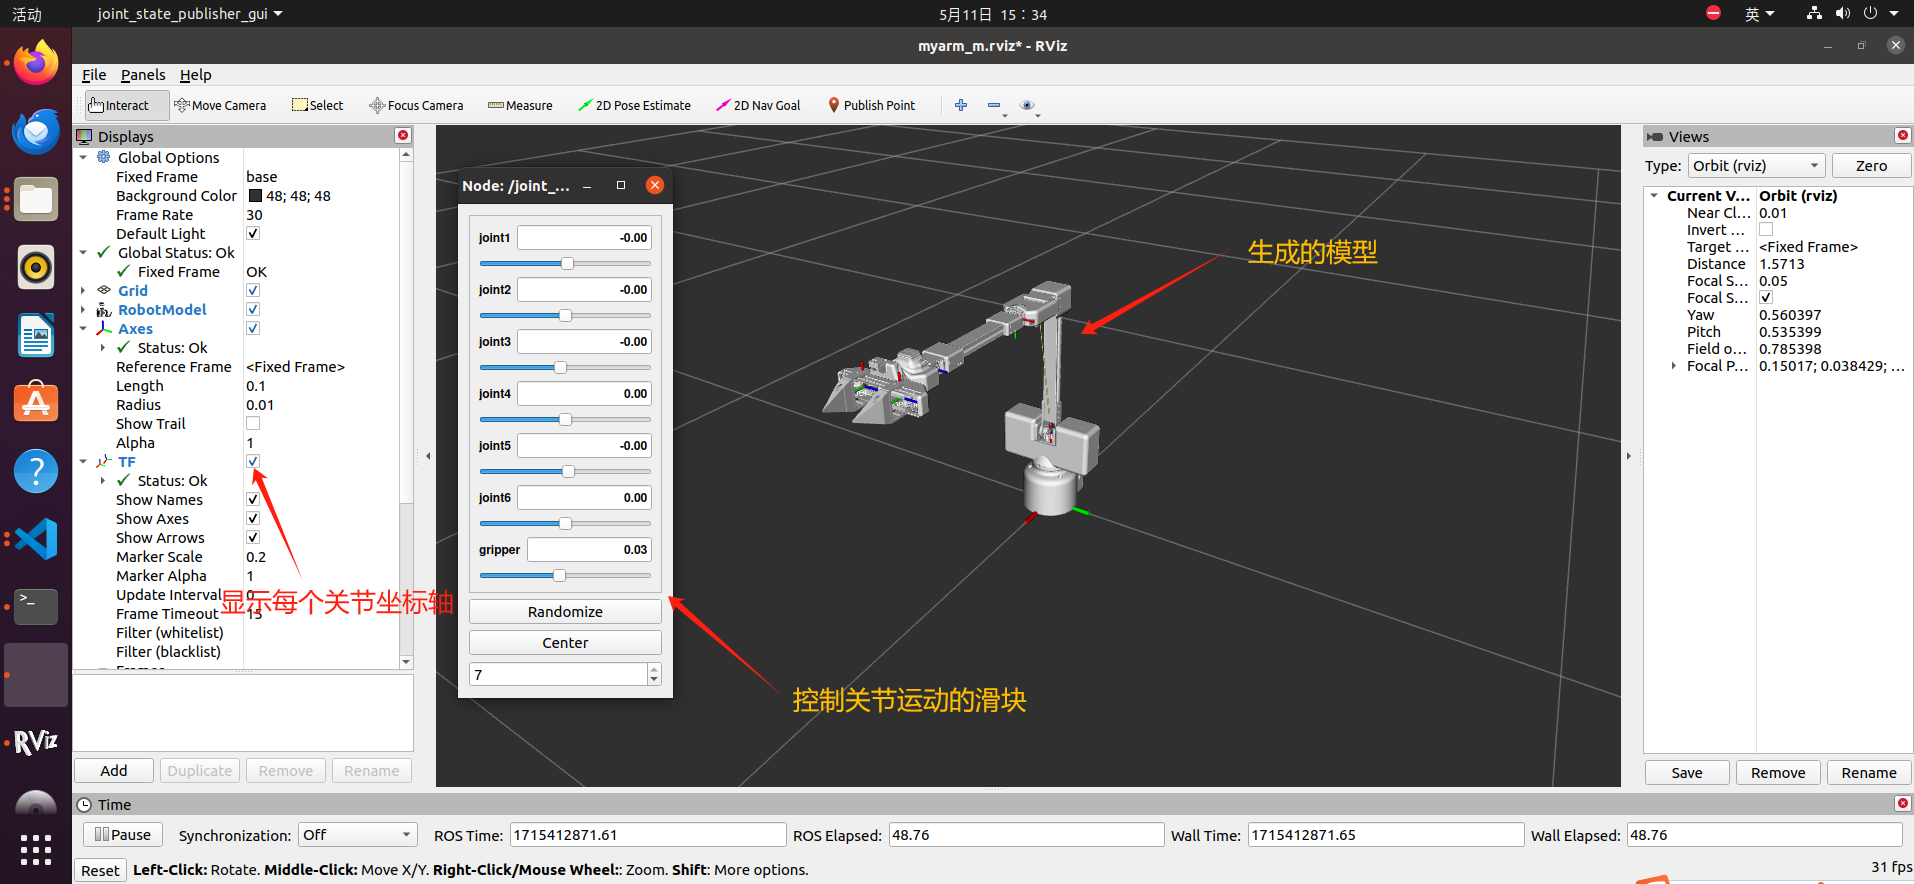 活动
joint_state_publisher_gui
5月11日 15：34
英
myarm_m.rviz* - RViz
File Panels Help
Interact
Move Camera
Select
Focus Camera
Measure
2D Pose Estimate
2D Nav Goal
Publish Point
Displays
Global Options
Fixed Frame base
Background Color 48; 48; 48
Frame Rate 30
Default Light
Global Status: Ok
Fixed Frame OK
Grid
RobotModel
Axes
Status: Ok
Reference Frame <Fixed Frame>
Length 0.1
Radius 0.01
Show Trail
Alpha 1
TF
Status: Ok
Show Names
Show Axes
Show Arrows
Marker Scale 0.2
Marker Alpha 1
Update Interval 0
显示每个关节坐标轴
Frame Timeout 15
Filter (whitelist)
Filter (blacklist)
Add
Duplicate
Remove
Rename
Node: /joint_...
joint1 -0.00
joint2 -0.00
joint3 -0.00
joint4 0.00
joint5 -0.00
joint6 0.00
gripper 0.03
Randomize
Center
7
生成的模型
控制关节运动的滑块
Views
Type: Orbit (rviz) Zero
Current V... Orbit (rviz)
Near Cl... 0.01
Invert ...
Target ... <Fixed Frame>
Distance 1.5713
Focal S... 0.05
Focal S...
Yaw 0.560397
Pitch 0.535399
Field o... 0.785398
Focal P... 0.15017; 0.038429; ...
Save
Remove
Rename
RViz
Time
Pause
Synchronization: Off
ROS Time: 1715412871.61
ROS Elapsed: 48.76
Wall Time: 1715412871.65
Wall Elapsed: 48.76
Reset
Left-Click: Rotate. Middle-Click: Move X/Y. Right-Click/Mouse Wheel:: Zoom. Shift: More options.
31 fps